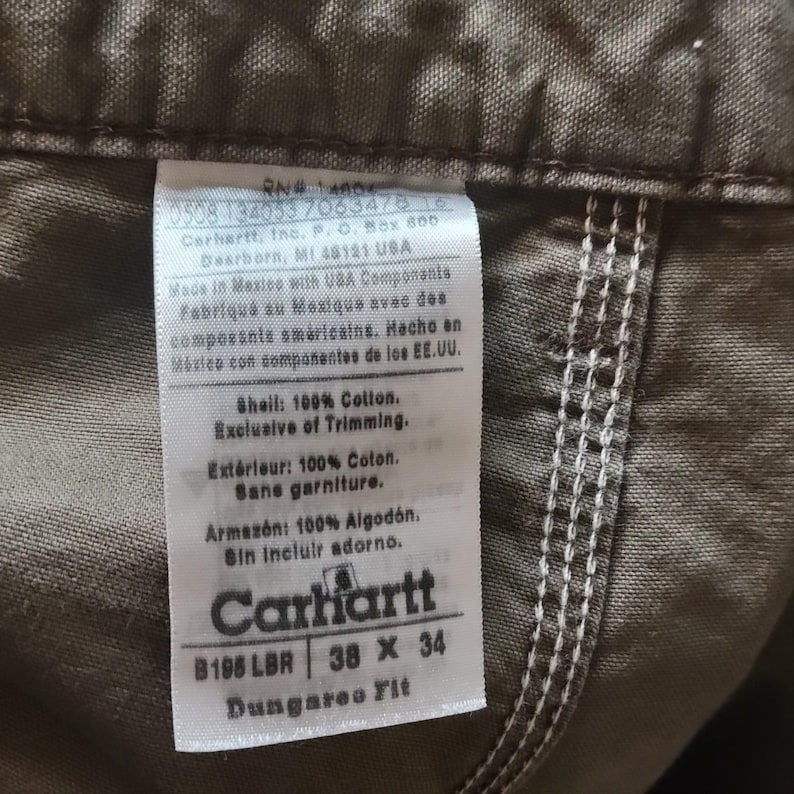 RN# 14806
Carhartt, Inc. P. O. Box 600
Dearborn, MI 48121 USA
Made in Mexico with USA Components
Fabriqué au Mexique avec des
composants américains. Hecho en
México con componentes de los EE.UU.
Shell: 100% Cotton.
Exclusive of Trimming.
Extérieur: 100% Coton.
Sans garniture.
Armazón: 100% Algodón.
Sin incluir adorno.
Carhartt
LBR 38 X 34
Dungaree Fit